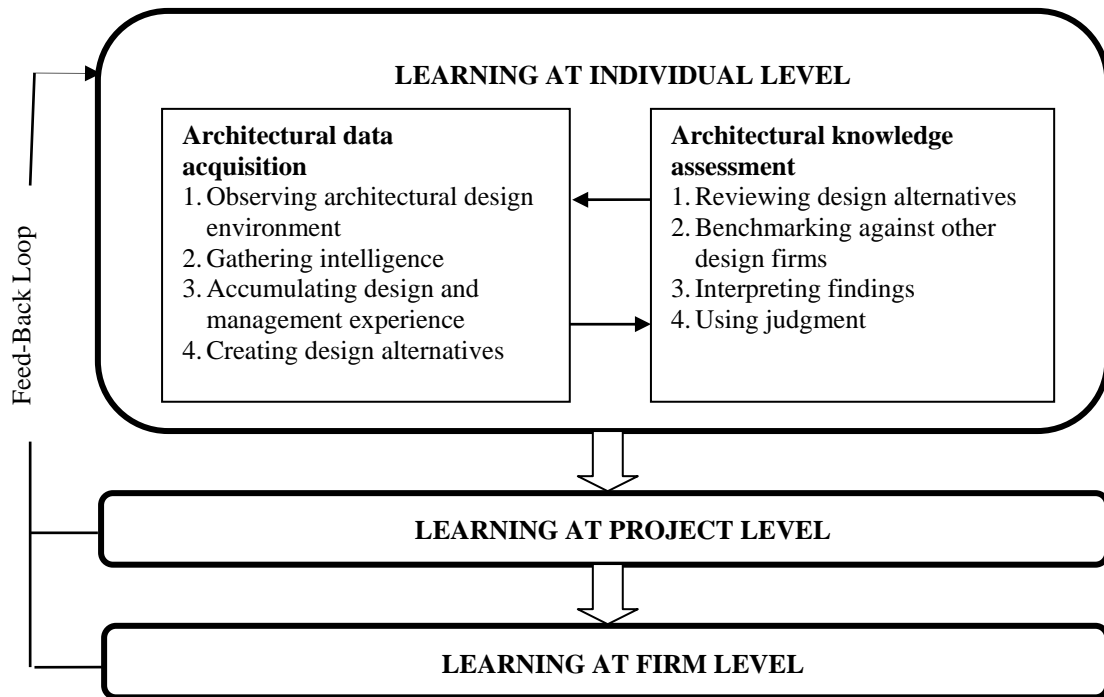 LEARNING AT INDIVIDUAL LEVEL
Architectural data
acquisition
1. Observing architectural design
environment
2. Gathering intelligence
3. Accumulating design and
management experience
4. Creating design alternatives
Architectural knowledge
assessment
1. Reviewing design alternatives
2. Benchmarking against other
design firms
3. Interpreting findings
4. Using judgment
Feed-Back Loop
LEARNING AT PROJECT LEVEL
LEARNING AT FIRM LEVEL